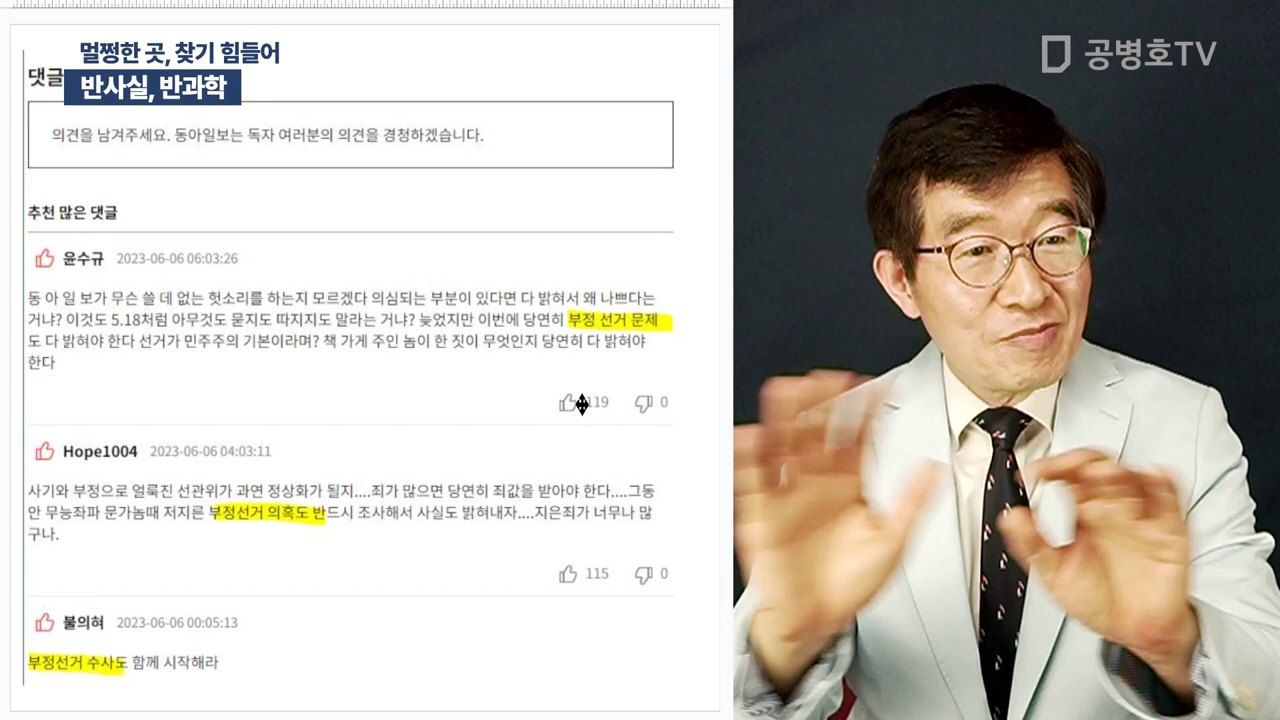 멀쩡한 곳, 찾기 힘들어
반사실, 반과학
공병호TV
댓글
의견을 남겨주세요. 동아일보는 독자 여러분의 의견을 경청하겠습니다.
추천 많은 댓글
윤수규 2023-06-06 06:03:26
동 아 일 보가 무슨 쓸 데 없는 헛소리를 하는지 모르겠다 의심되는 부분이 있다면 다 밝혀서 왜 나쁘다는
거냐? 이것도 5.18처럼 아무것도 묻지도 따지지도 말라는 거냐? 늦었지만 이번에 당연히 부정 선거 문제
도 다 밝혀야 한다 선거가 민주주의 기본이라며? 책 가게 주인 놈이 한 짓이 무엇인지 당연히 다 밝혀야
한다
119 0
Hope1004 2023-06-06 04:03:11
사기와 부정으로 얼룩진 선관위가 과연 정상화가 될지....죄가 많으면 당연히 죄값을 받아야 한다....그동
안 무능좌파 문가놈때 저지른 부정선거 의혹도 반드시 조사해서 사실도 밝혀내자....지은죄가 너무나 많
구나.
115 0
불의혀 2023-06-06 00:05:13
부정선거 수사도 함께 시작해라